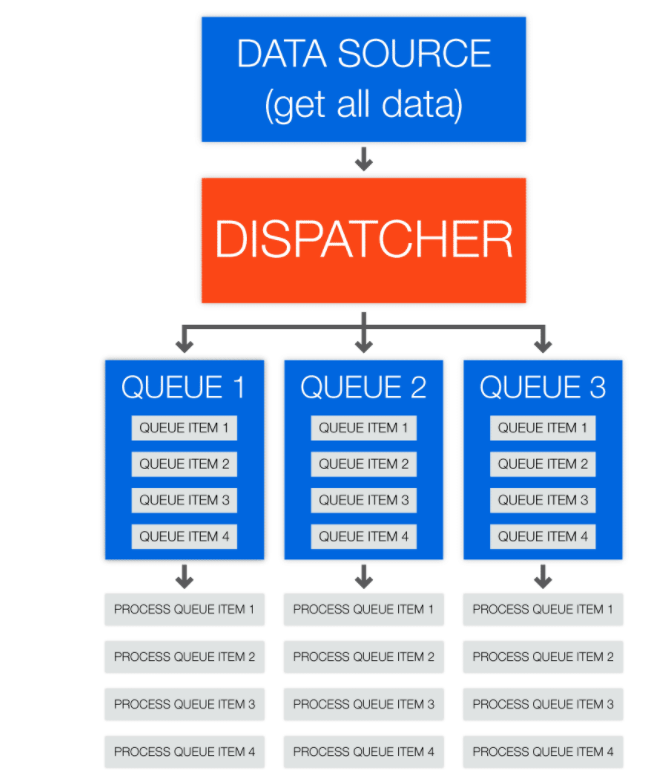 DATA SOURCE
(get all data)
DISPATCHER
QUEUE 1
QUEUE ITEM 1
QUEUE ITEM 2
QUEUE ITEM 3
QUEUE ITEM 4
PROCESS QUEUE ITEM 1
PROCESS QUEUE ITEM 2
PROCESS QUEUE ITEM 3
PROCESS QUEUE ITEM 4
QUEUE 2
QUEUE ITEM 1
QUEUE ITEM 2
QUEUE ITEM 3
QUEUE ITEM 4
PROCESS QUEUE ITEM 1
PROCESS QUEUE ITEM 2
PROCESS QUEUE ITEM 3
PROCESS QUEUE ITEM 4
QUEUE 3
QUEUE ITEM 1
QUEUE ITEM 2
QUEUE ITEM 3
QUEUE ITEM 4
PROCESS QUEUE ITEM 1
PROCESS QUEUE ITEM 2
PROCESS QUEUE ITEM 3
PROCESS QUEUE ITEM 4